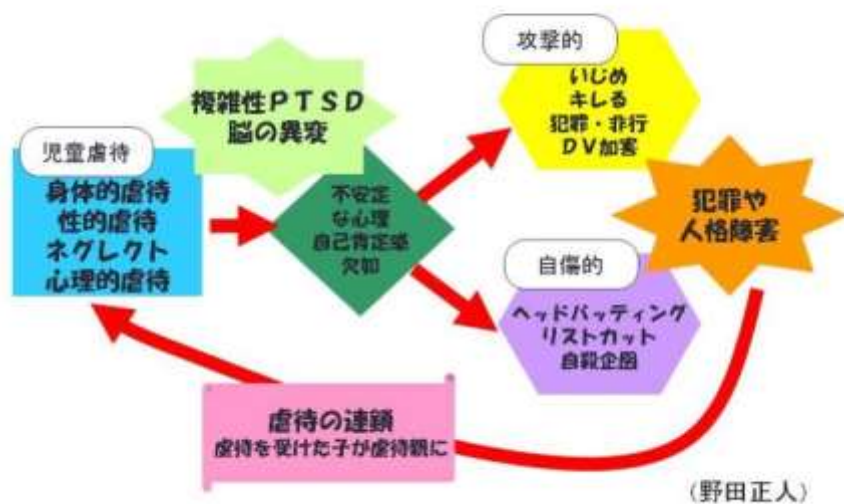 児童虐待
身体的虐待
性的虐待
ネグレクト
心理的虐待
複雑性PTSD
脳の異変
不安定
な心理
自己肯定感
欠如
攻撃的
いじめ
キレる
犯罪・非行
DV加害
自傷的
ヘッドバッティング
リストカット
自殺企図
犯罪や
人格障害
虐待の連鎖
虐待を受けた子が虐待親に
(野田正人)